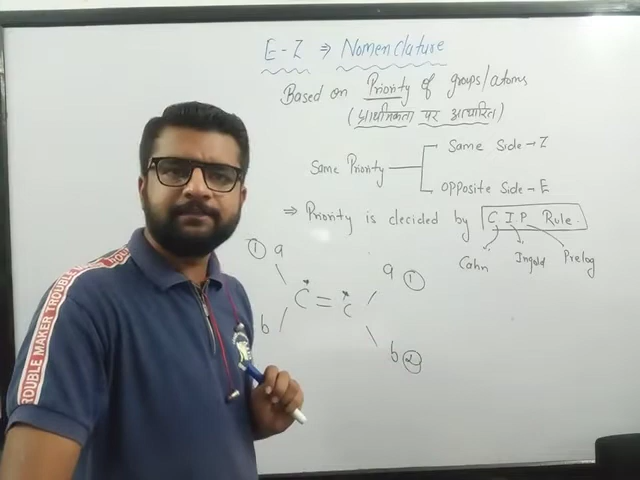 E-Z ⇒ Nomenclature
Based on Priority of groups/atoms
(प्राथमिकता पर आधारित)
Same Priority
Same Side → Z
Opposite Side → E
⇒ Priority is decided by C I P Rule.
Cahn Ingold Prelog
① a
a ①
C = C
b
b ②
TROUBLE MAKER TROUBLE